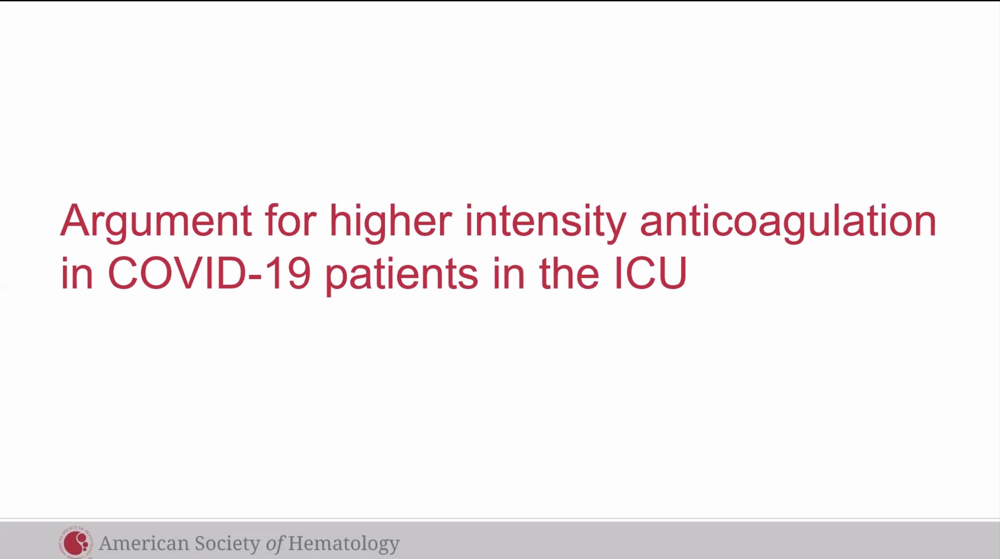 Argument for higher intensity anticoagulation
in COVID-19 patients in the ICU
American Society of Hematology